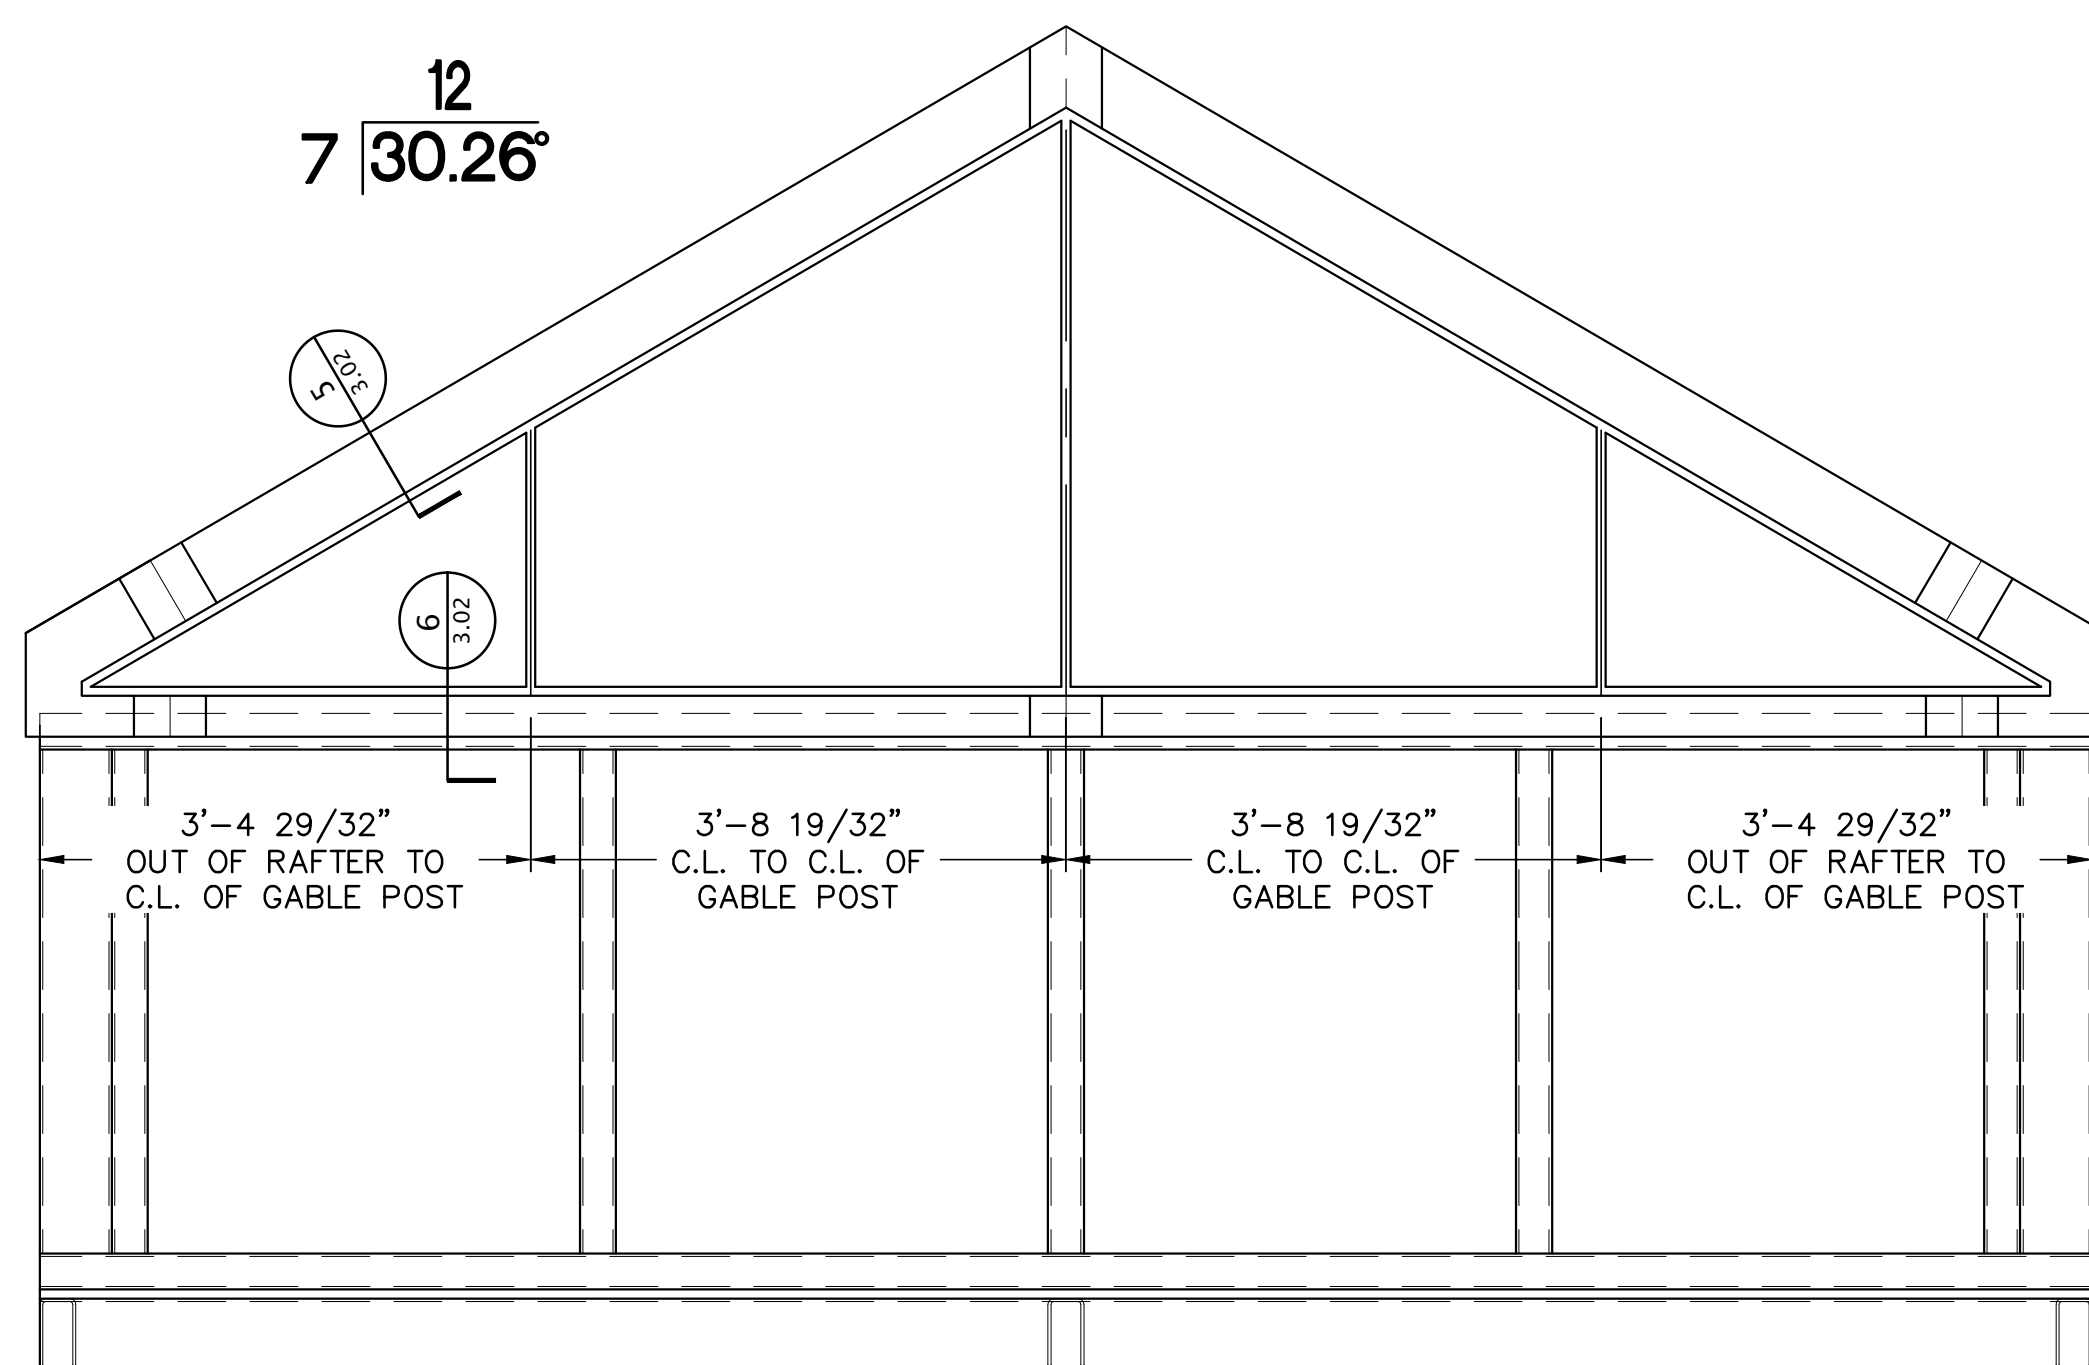 12
7 30.26°
5
3.02
6
3.02
3’-4 29/32”
OUT OF RAFTER TO
C.L. OF GABLE POST
3’-8 19/32”
C.L. TO C.L. OF
GABLE POST
3’-8 19/32”
C.L. TO C.L. OF
GABLE POST
3’-4 29/32”
OUT OF RAFTER TO
C.L. OF GABLE POST